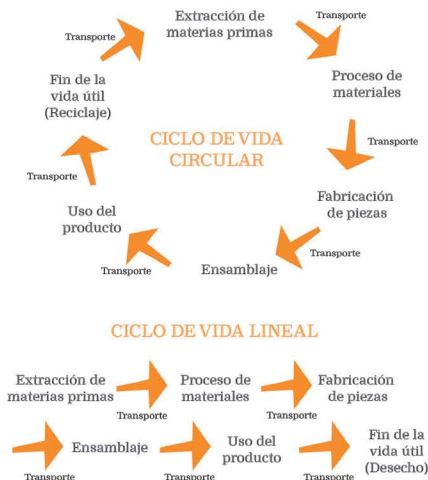 Extracción de
materias primas
Transporte
Proceso de
materiales
Transporte
Fabricación
de piezas
Transporte
Ensamblaje
Transporte
Uso del
producto
Transporte
Fin de la
vida útil
(Reciclaje)
Transporte
CICLO DE VIDA
CIRCULAR
CICLO DE VIDA LINEAL
Extracción de
materias primas
Transporte
Proceso de
materiales
Transporte
Fabricación
de piezas
Transporte
Ensamblaje
Transporte
Uso del
producto
Transporte
Fin de la
vida útil
(Desecho)